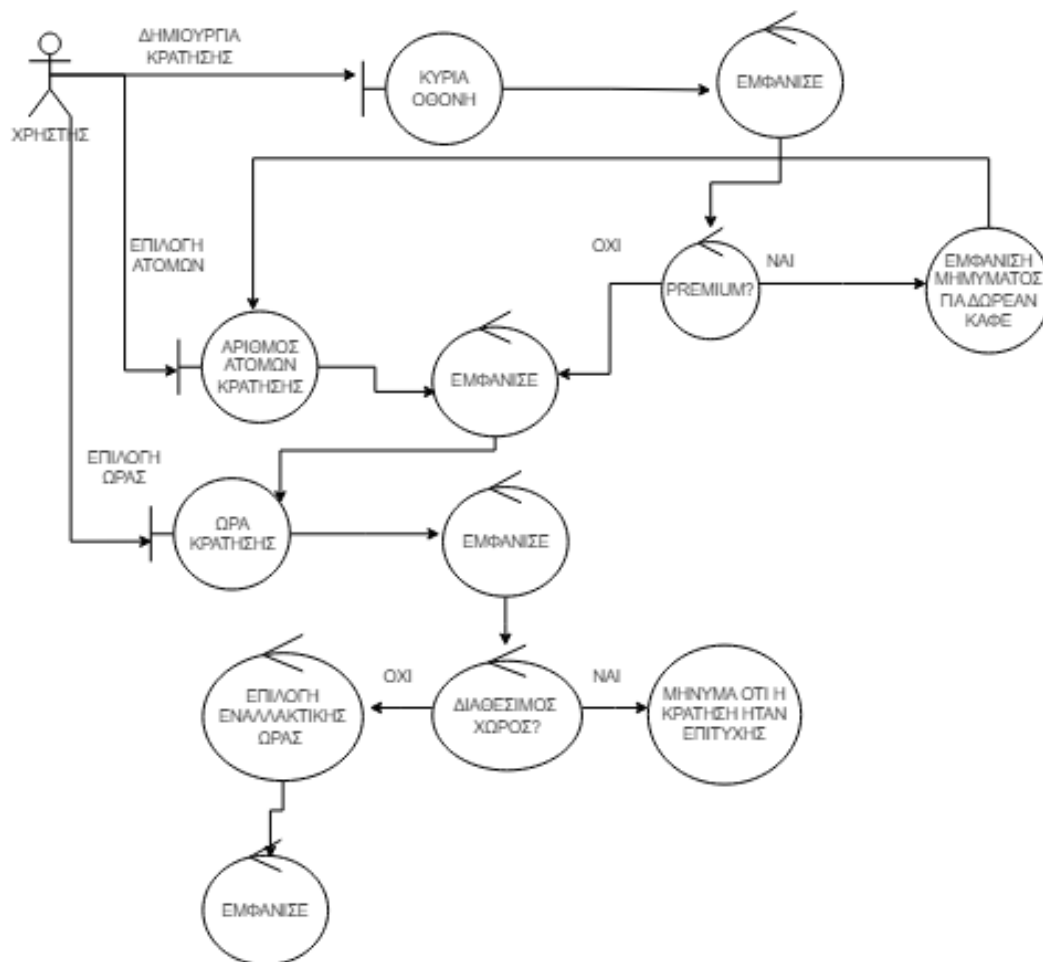 ΔΗΜΙΟΥΡΓΙΑ
ΚΡΑΤΗΣΗΣ
ΚΥΡΙΑ
ΟΘΟΝΗ
ΕΜΦΑΝΙΣΕ
ΧΡΗΣΤΗΣ
ΕΠΙΛΟΓΗ
ΑΤΟΜΩΝ
ΟΧΙ
ΝΑΙ
PREMIUM?
ΕΜΦΑΝΙΣΗ
ΜΗΜΥΜΑΤΟΣ
ΓΙΑ ΔΩΡΕΑΝ
ΚΑΦΕ
ΑΡΙΘΜΟΣ
ΑΤΟΜΩΝ
ΚΡΑΤΗΣΗΣ
ΕΜΦΑΝΙΣΕ
ΕΠΙΛΟΓΗ
ΩΡΑΣ
ΩΡΑ
ΚΡΑΤΗΣΗΣ
ΕΜΦΑΝΙΣΕ
ΟΧΙ
ΝΑΙ
ΕΠΙΛΟΓΗ
ΕΝΑΛΛΑΚΤΙΚΗΣ
ΩΡΑΣ
ΔΙΑΘΕΣΙΜΟΣ
ΧΩΡΟΣ?
ΜΗΝΥΜΑ ΟΤΙ Η
ΚΡΑΤΗΣΗ ΗΤΑΝ
ΕΠΙΤΥΧΗΣ
ΕΜΦΑΝΙΣΕ